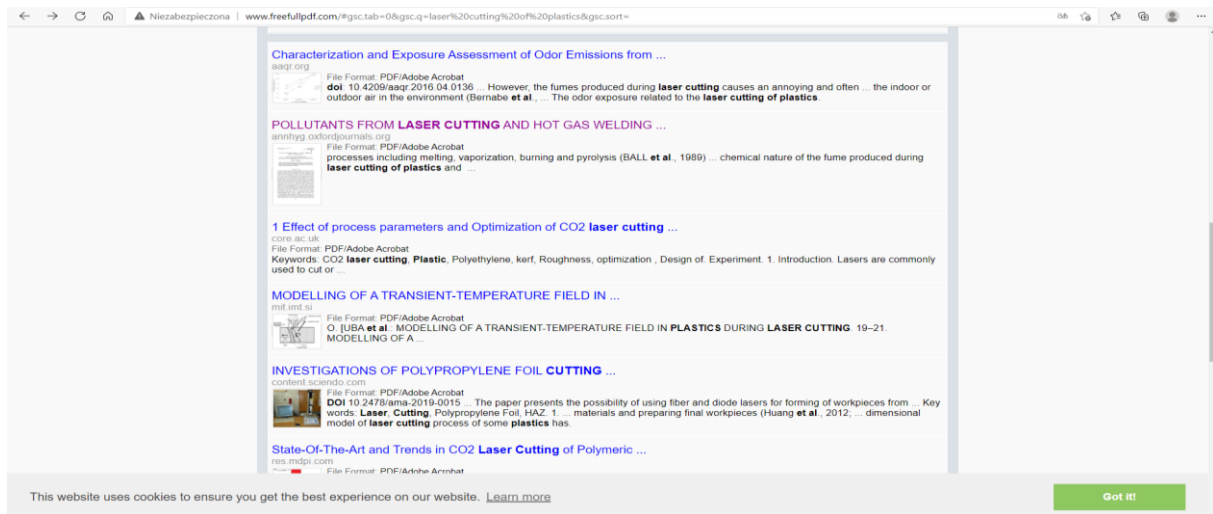 Niezabezpieczona | www.freefullpdf.com/#gsc.tab=0&gsc.q=laser%20cutting%20of%20plastics&gsc.sort=
Characterization and Exposure Assessment of Odor Emissions from ...
aaqr.org
File Format: PDF/Adobe Acrobat
doi: 10.4209/aaqr.2016.04.0136 ... However, the fumes produced during laser cutting causes an annoying and often ... the indoor or
outdoor air in the environment (Bernabe et al., ... The odor exposure related to the laser cutting of plastics.
POLLUTANTS FROM LASER CUTTING AND HOT GAS WELDING ...
annhyg.oxfordjournals.org
File Format: PDF/Adobe Acrobat
processes including melting, vaporization, burning and pyrolysis (BALL et al., 1989) ... chemical nature of the fume produced during
laser cutting of plastics and ...
1 Effect of process parameters and Optimization of CO2 laser cutting ...
core.ac.uk
File Format: PDF/Adobe Acrobat
Keywords: CO2 laser cutting, Plastic, Polyethylene, kerf, Roughness, optimization , Design of. Experiment. 1. Introduction. Lasers are commonly
used to cut or ...
MODELLING OF A TRANSIENT-TEMPERATURE FIELD IN ...
mit.imt.si
File Format: PDF/Adobe Acrobat
O. [UBA et al.: MODELLING OF A TRANSIENT-TEMPERATURE FIELD IN PLASTICS DURING LASER CUTTING. 19–21.
MODELLING OF A ...
INVESTIGATIONS OF POLYPROPYLENE FOIL CUTTING ...
content.sciendo.com
File Format: PDF/Adobe Acrobat
DOI 10.2478/ama-2019-0015 ... The paper presents the possibility of using fiber and diode lasers for forming of workpieces from ... Key
words: Laser, Cutting, Polypropylene Foil, HAZ. 1. ... materials and preparing final workpieces (Huang et al., 2012; ... dimensional
model of laser cutting process of some plastics has.
State-Of-The-Art and Trends in CO2 Laser Cutting of Polymeric ...
res.mdpi.com
File Format: PDF/Adobe Acrobat
This website uses cookies to ensure you get the best experience on our website. Learn more
Got it!